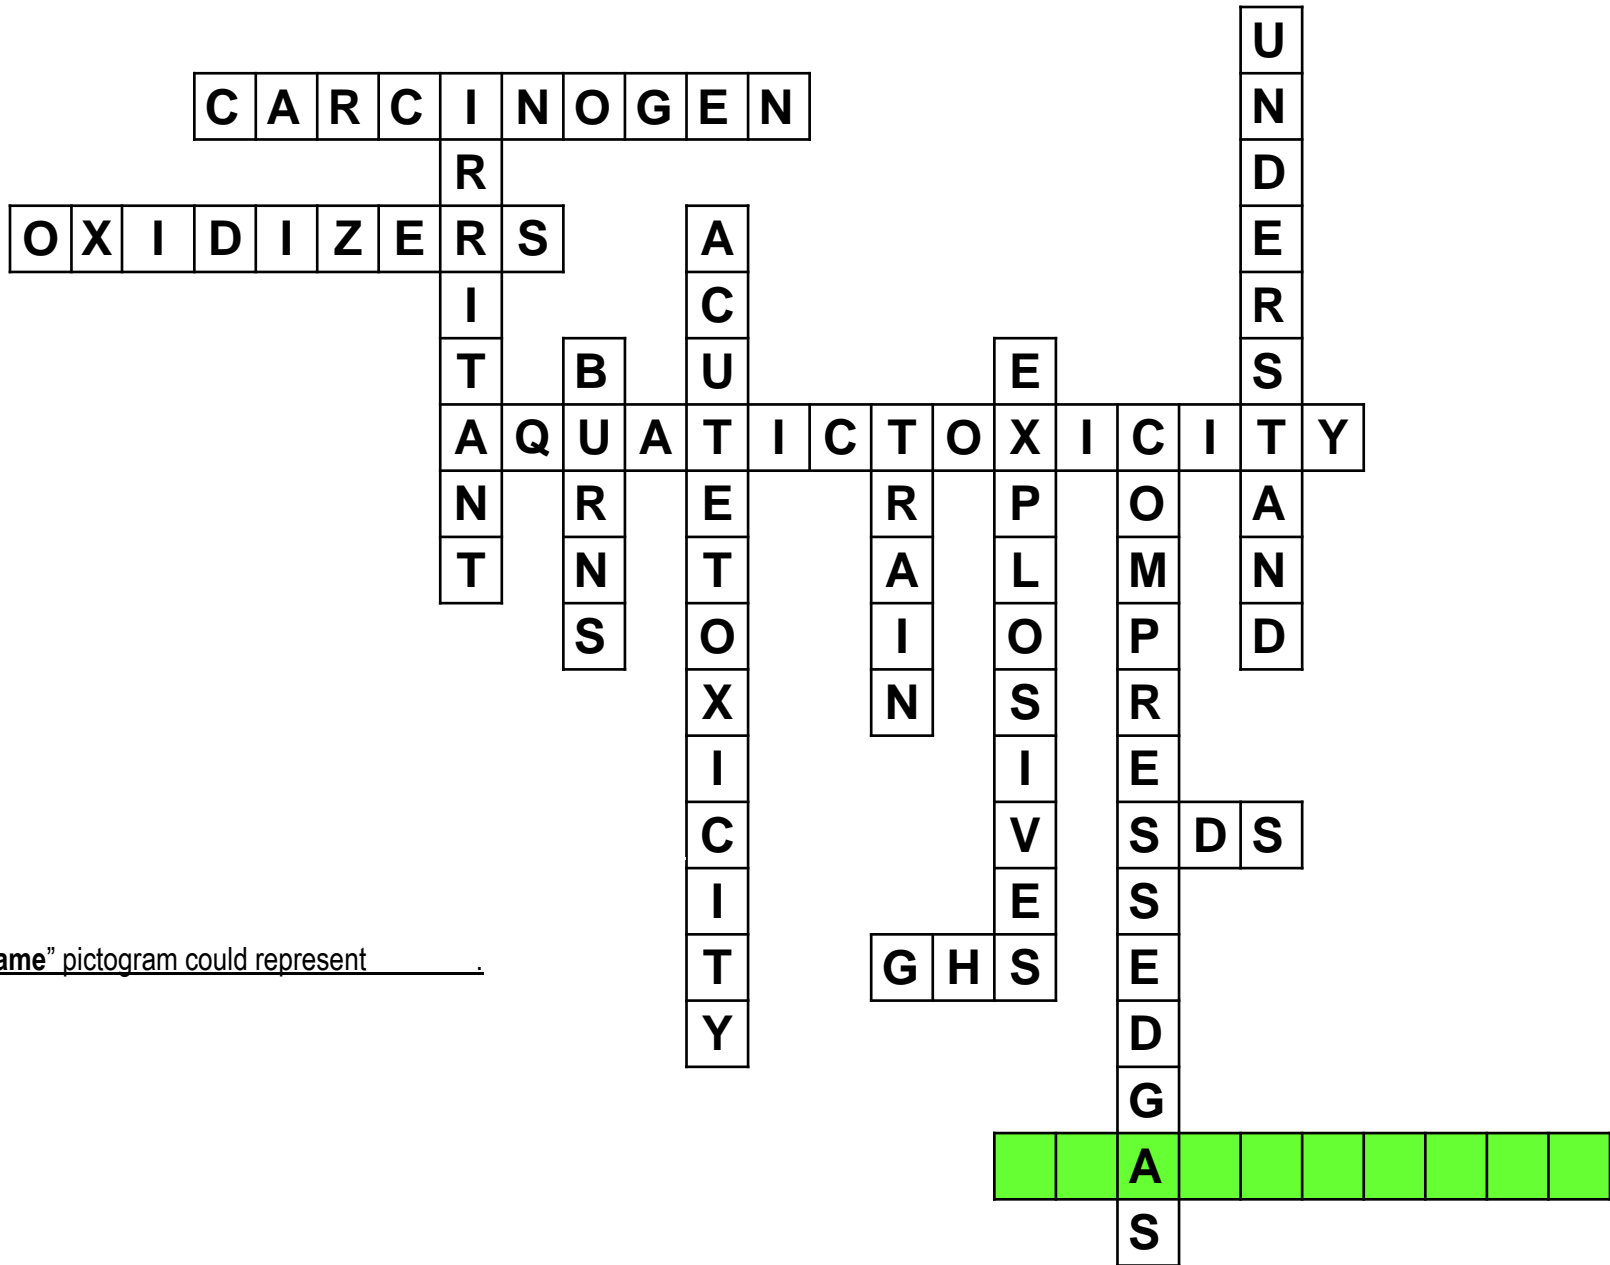 UNDERSTAND
CARCINOGEN
IRRITANT
OXIDIZERS
ACUTETOXICITY
BURNS
EXPLOSIVES
AQUATICTOXICITY
TRAIN
COMPRESSEDGAS
SDS
GHS
ame” pictogram could represent .